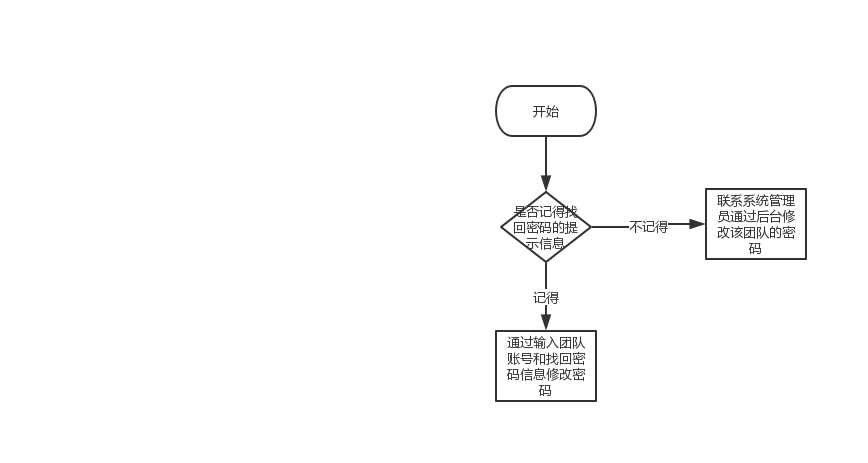 开始
是否记得找
回密码的提
示信息
不记得
联系系统管理
员通过后台修
改该团队的密
码
记得
通过输入团队
账号和找回密
码信息修改密
码